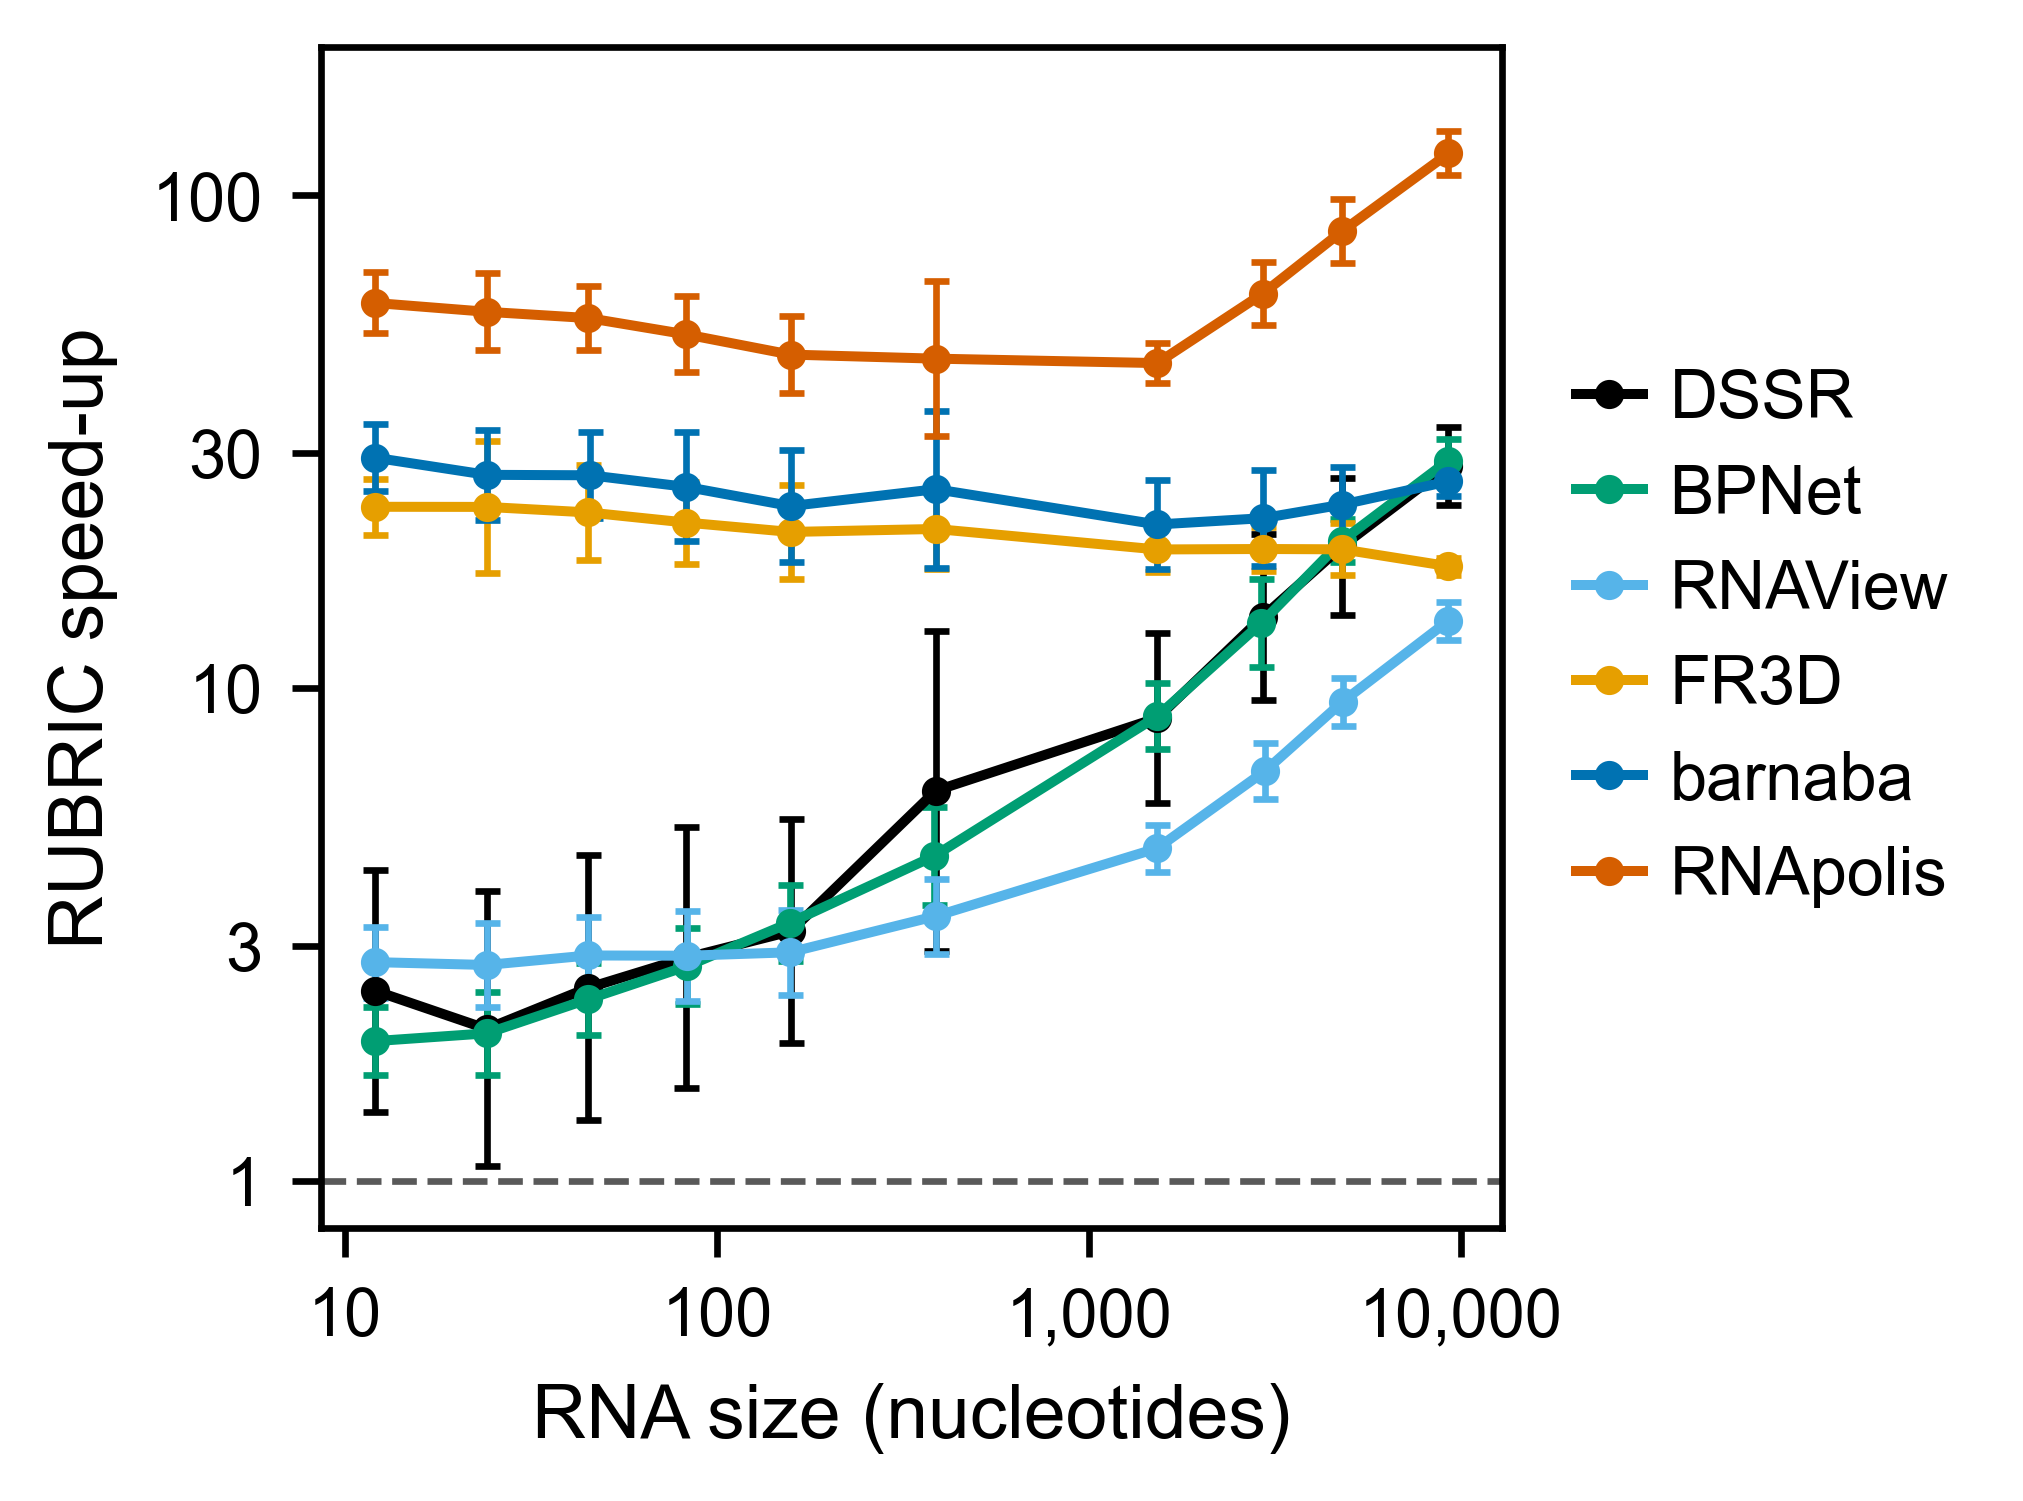 RUBRIC speed-up
100
30
10
3
1
10
100
1,000
10,000
RNA size (nucleotides)
DSSR
BPNet
RNAView
FR3D
barnaba
RNApolis